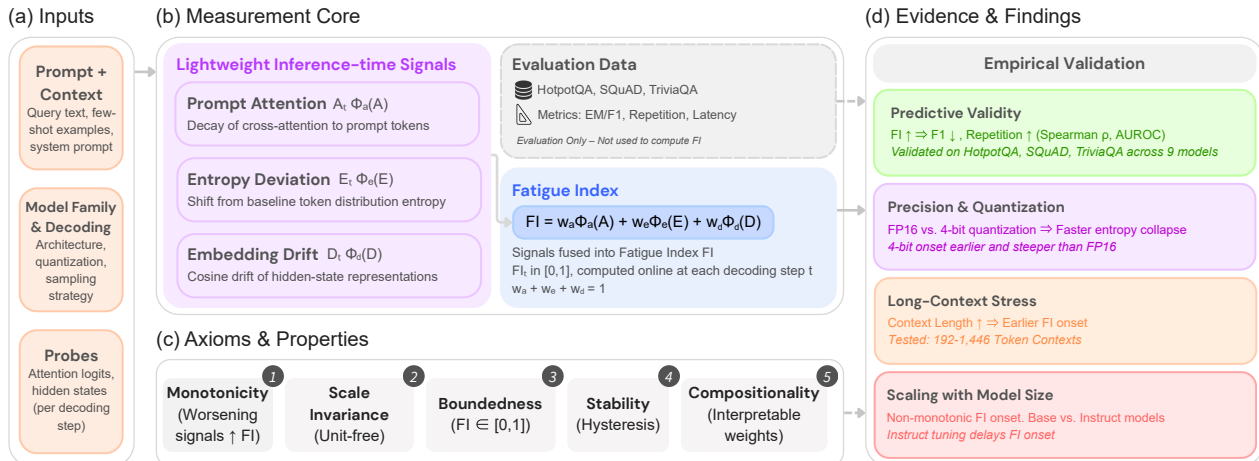 (a) Inputs
Prompt +
Context
Query text, few-
shot examples,
system prompt
Model Family
& Decoding
Architecture,
quantization,
sampling
strategy
Probes
Attention logits,
hidden states
(per decoding
step)
(b) Measurement Core
Lightweight Inference-time Signals
Prompt Attention Aₜ Φₐ(A)
Decay of cross-attention to prompt tokens
Entropy Deviation Eₜ Φₑ(E)
Shift from baseline token distribution entropy
Embedding Drift Dₜ Φ_d(D)
Cosine drift of hidden-state representations
Evaluation Data
HotpotQA, SQuAD, TriviaQA
Metrics: EM/F1, Repetition, Latency
Evaluation Only – Not used to compute FI
Fatigue Index
FI = wₐΦₐ(A) + wₑΦₑ(E) + w_dΦ_d(D)
Signals fused into Fatigue Index FI
FIₜ in [0,1], computed online at each decoding step t
wₐ + wₑ + w_d = 1
(c) Axioms & Properties
1
Monotonicity
(Worsening
signals ↑ FI)
2
Scale
Invariance
(Unit-free)
3
Boundedness
(FI ∈ [0,1])
4
Stability
(Hysteresis)
5
Compositionality
(Interpretable
weights)
(d) Evidence & Findings
Empirical Validation
Predictive Validity
FI ↑ ⇒ F1 ↓ , Repetition ↑ (Spearman ρ, AUROC)
Validated on HotpotQA, SQuAD, TriviaQA across 9 models
Precision & Quantization
FP16 vs. 4-bit quantization ⇒ Faster entropy collapse
4-bit onset earlier and steeper than FP16
Long-Context Stress
Context Length ↑ ⇒ Earlier FI onset
Tested: 192-1,446 Token Contexts
Scaling with Model Size
Non-monotonic FI onset. Base vs. Instruct models
Instruct tuning delays FI onset